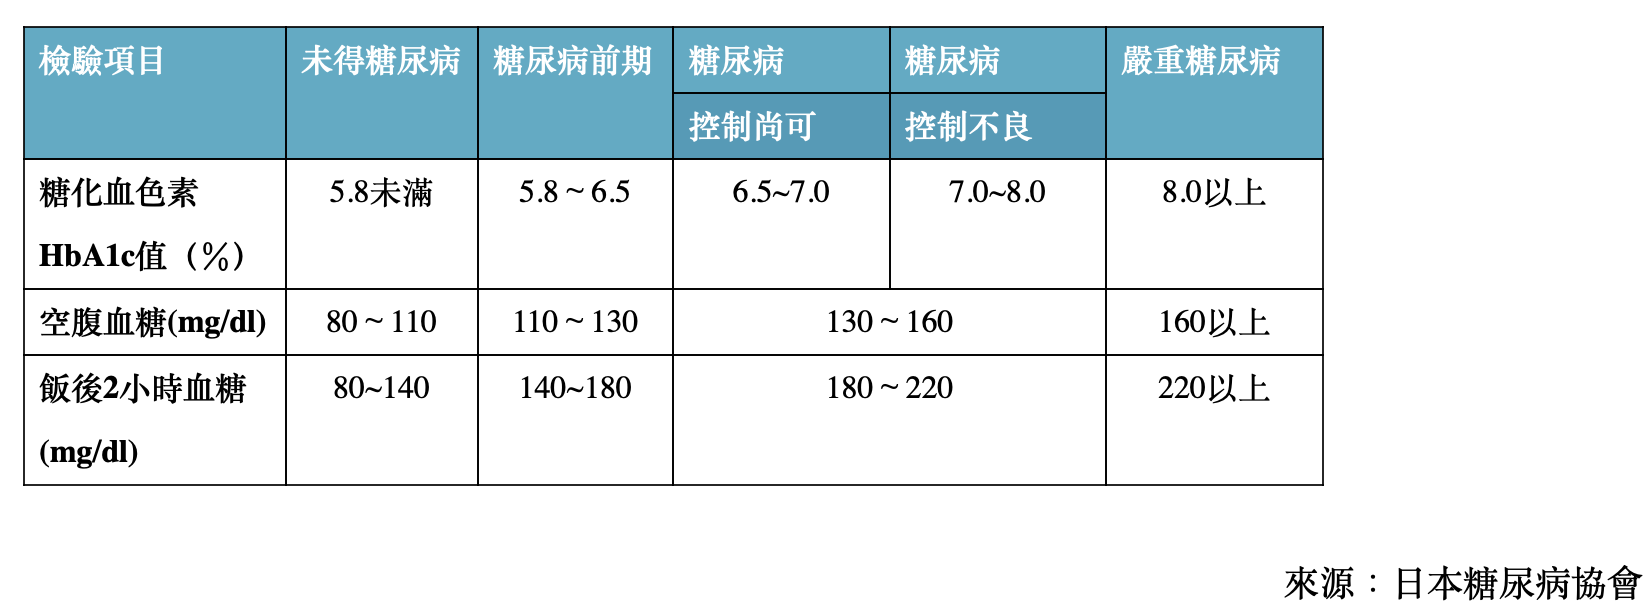 檢驗項目 未得糖尿病 糖尿病前期 糖尿病 糖尿病 嚴重糖尿病
控制尚可 控制不良
糖化血色素 5.8未滿 5.8～6.5 6.5~7.0 7.0~8.0 8.0以上
HbA1c值（%）
空腹血糖(mg/dl) 80～110 110～130 130～160 160以上
飯後2小時血糖 80~140 140~180 180～220 220以上
(mg/dl)
來源：日本糖尿病協會